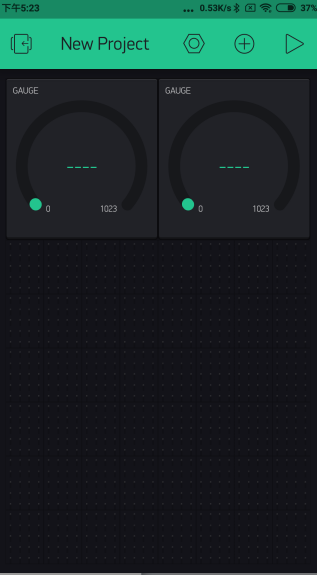 下午5:23 ... 0.53K/s 37%
New Project
GAUGE GAUGE
---- ----
0 1023 0 1023